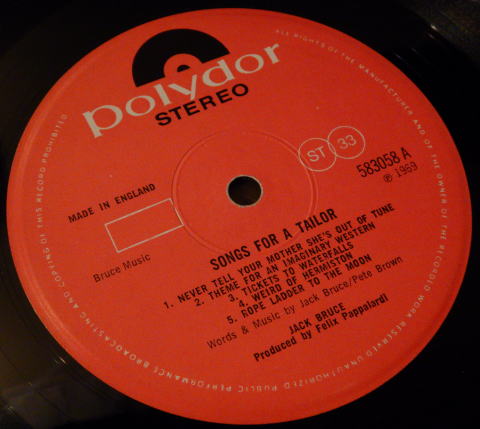 polydor
STEREO
ST 33
583058 A
℗ 1969
MADE IN ENGLAND
Bruce Music
SONGS FOR A TAILOR
1. NEVER TELL YOUR MOTHER SHE'S OUT OF TUNE
2. THEME FOR AN IMAGINARY WESTERN
3. TICKETS TO WATERFALLS
4. WEIRD OF HERMISTON
5. ROPE LADDER TO THE MOON
Words & Music by Jack Bruce/Pete Brown
JACK BRUCE
Produced by Felix Pappalardi
ALL RIGHTS OF THE MANUFACTURER AND OF THE OWNER OF THE RECORDED WORK RESERVED UNAUTHORIZED PUBLIC PERFORMANCE BROADCASTING AND COPYING OF THIS RECORD PROHIBITED